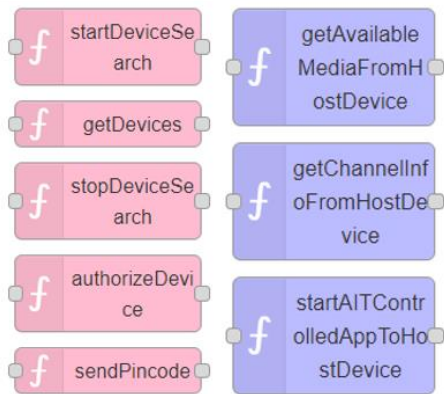 startDeviceSe
arch
getDevices
stopDeviceSe
arch
authorizeDevi
ce
sendPincode
getAvailable
MediaFromH
ostDevice
getChannelInf
oFromHostDe
vice
startAITContr
olledAppToHo
stDevice